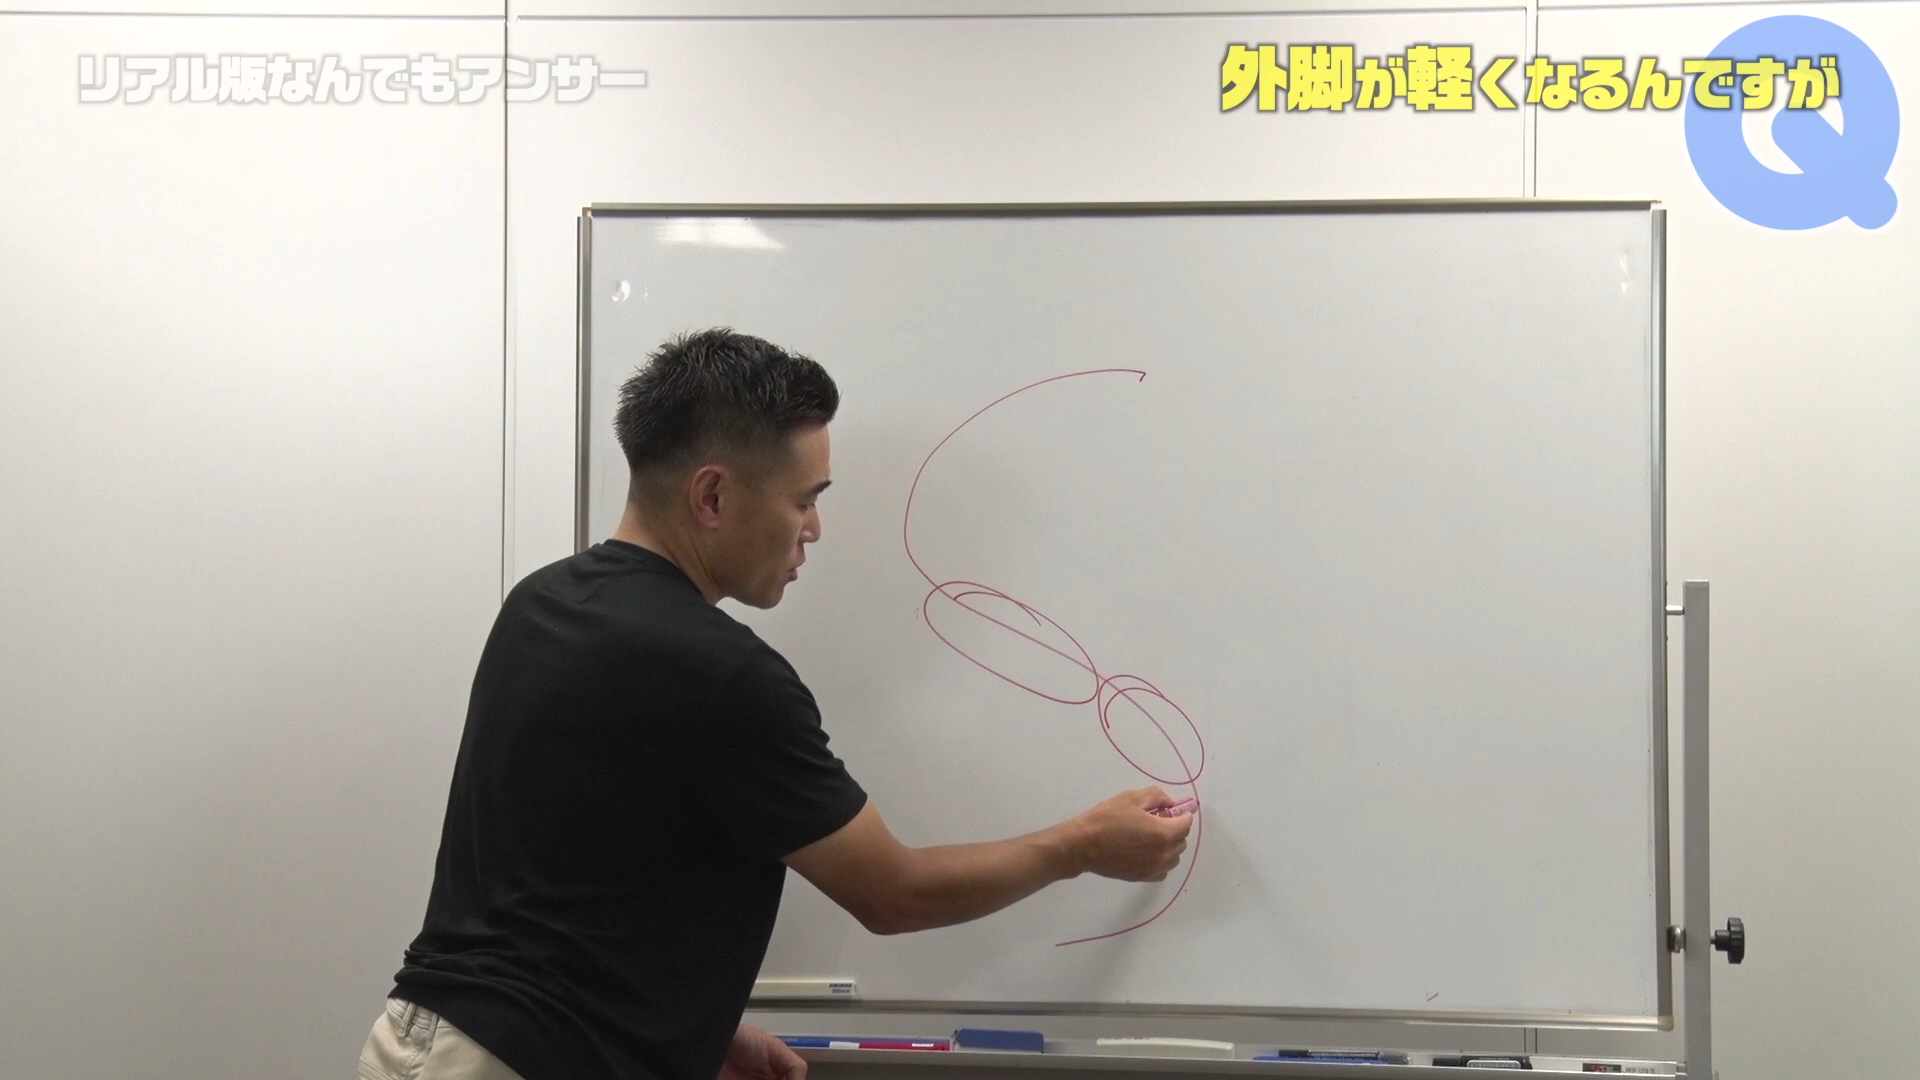 リアル版なんでもアンサー
外脚が軽くなるんですが
Q